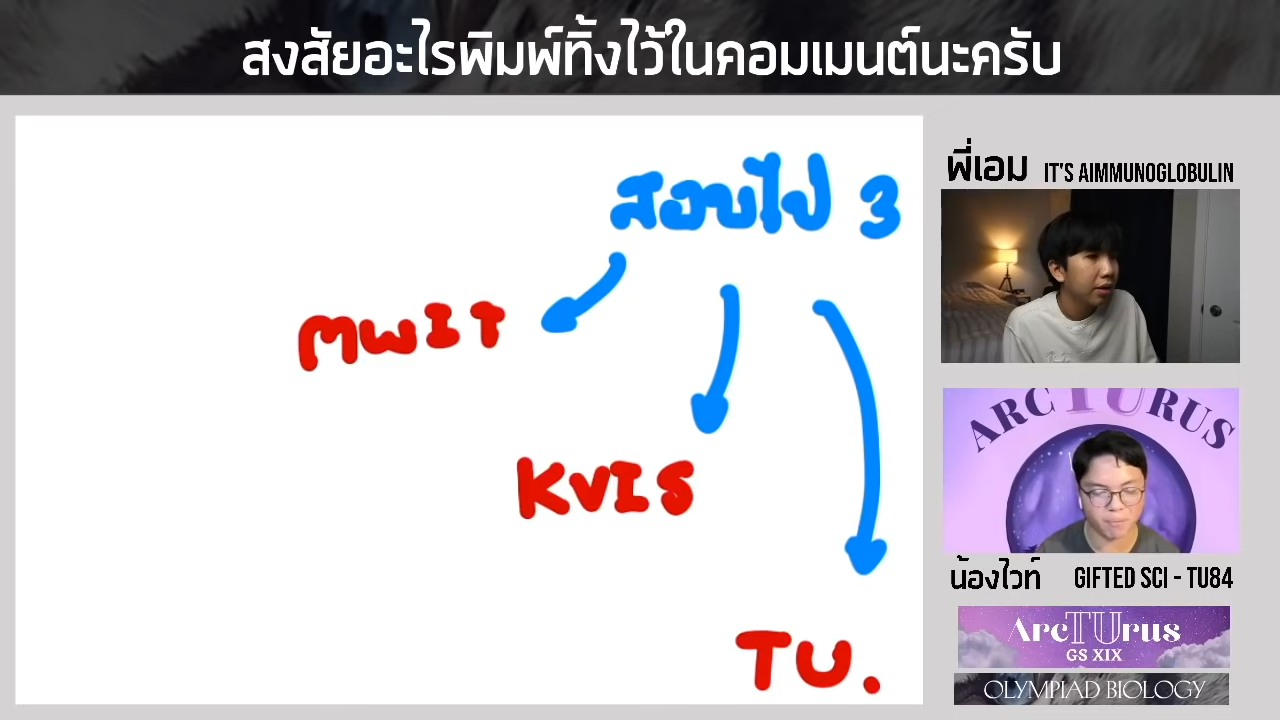 สงสัยอะไรพิมพ์ทิ้งไว้ในคอมเมนต์นะครับ
สอบไป 3
MWIT
KVIS
TU.
พี่เอม IT'S AIMMUNOGLOBULIN
ARCTURUS
น้องไวท์ GIFTED SCI - TU84
ArcTUrus
GS XIX
OLYMPIAD BIOLOGY